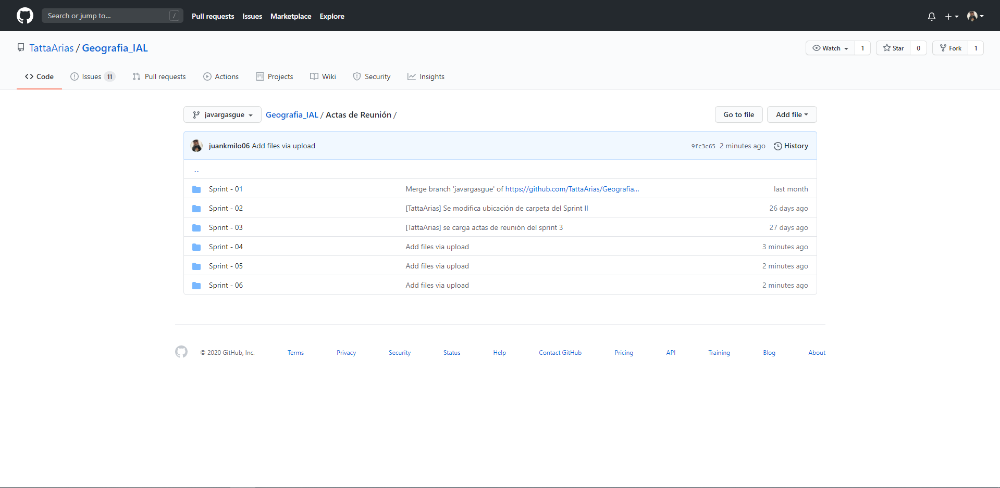 Search or jump to... /
Pull requests Issues Marketplace Explore
TattaArias / Geografia_IAL
Watch 1 Star 0 Fork 1
Code Issues 11 Pull requests Actions Projects Wiki Security Insights
javargasgue Geografia_IAL / Actas de Reunión / Go to file Add file
juankmilo06 Add files via upload 9fc3c65 2 minutes ago History
..
Sprint - 01 Merge branch 'javargasgue' of https://github.com/TattaArias/Geografia... last month
Sprint - 02 [TattaArias] Se modifica ubicación de carpeta del Sprint II 26 days ago
Sprint - 03 [TattaArias] se carga actas de reunión del sprint 3 27 days ago
Sprint - 04 Add files via upload 3 minutes ago
Sprint - 05 Add files via upload 2 minutes ago
Sprint - 06 Add files via upload 2 minutes ago
© 2020 GitHub, Inc. Terms Privacy Security Status Help Contact GitHub Pricing API Training Blog About